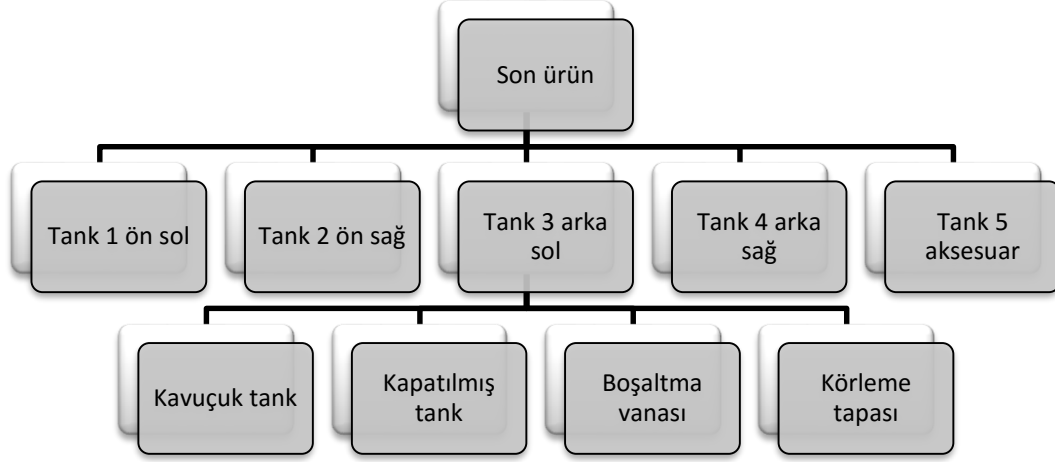 Son ürün
Tank 1 ön sol
Tank 2 ön sağ
Tank 3 arka
sol
Tank 4 arka
sağ
Tank 5
aksesuar
Kavuçuk tank
Kapatılmış
tank
Boşaltma
vanası
Körleme
tapası